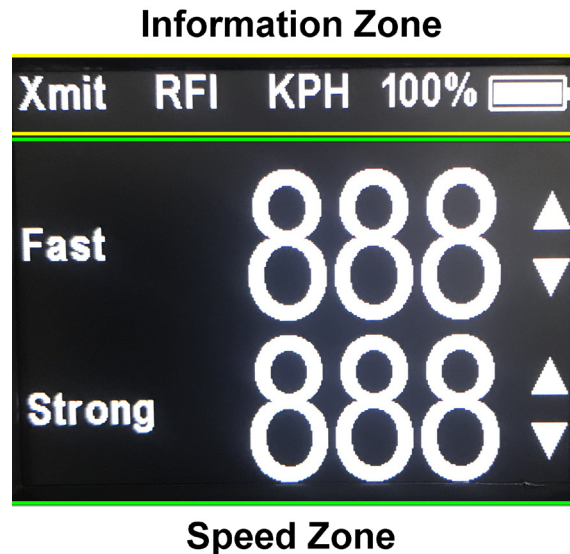 Information Zone
Xmit RFI KPH 100%
Fast 888
Strong 888
Speed Zone